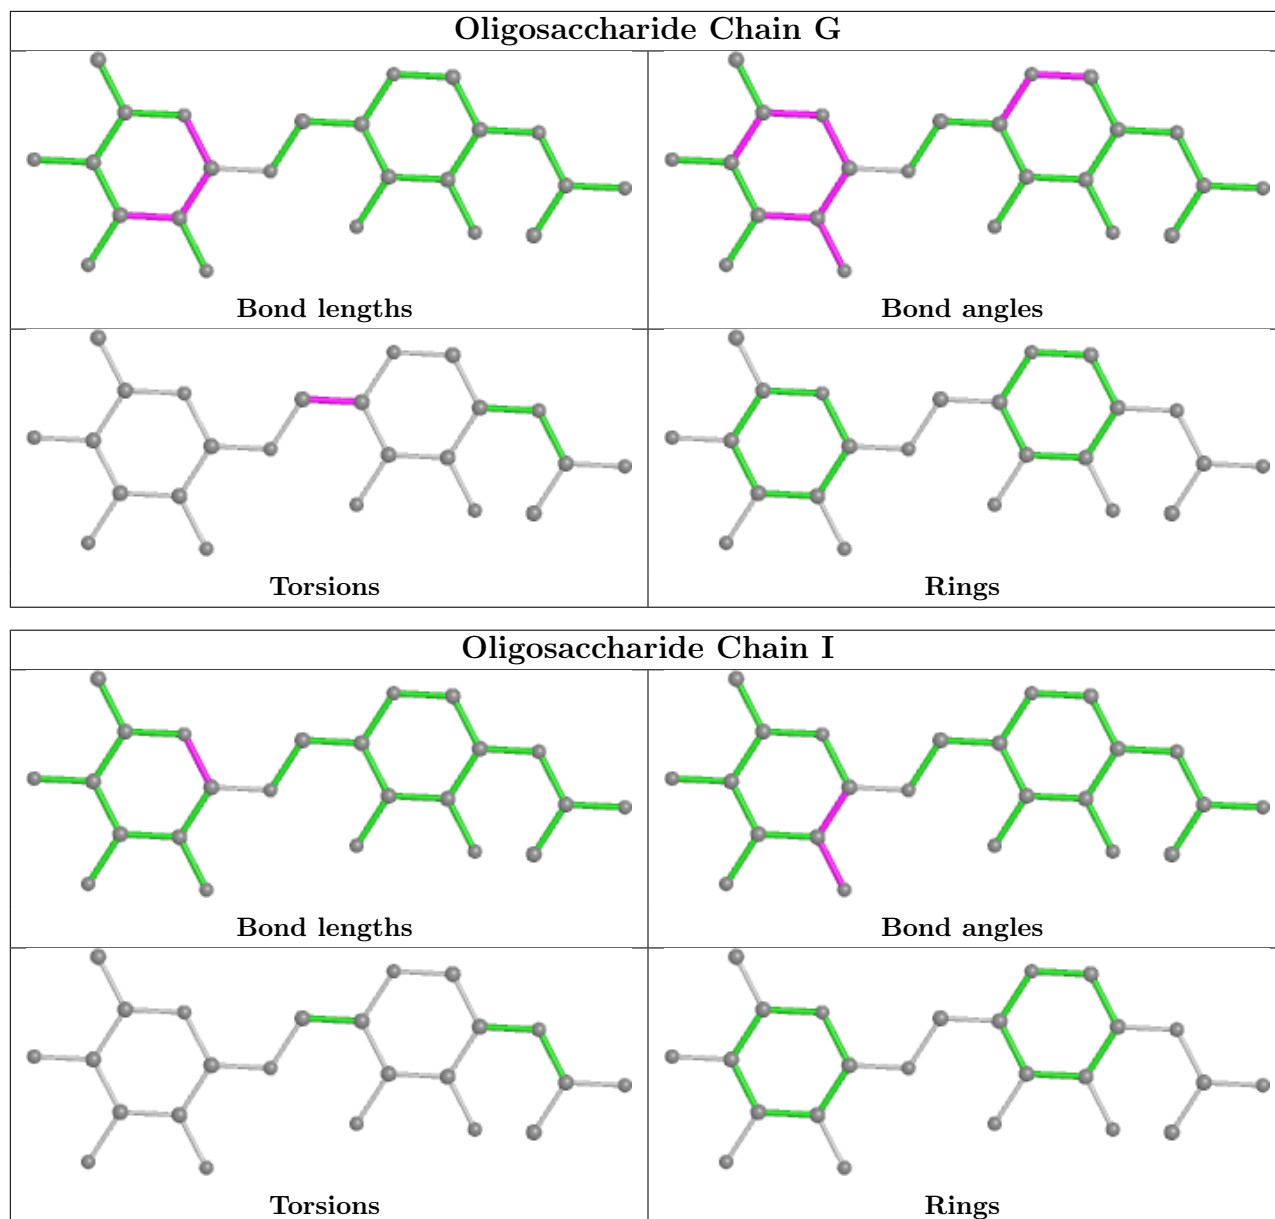 Oligosaccharide Chain G
Bond lengths
Bond angles
Torsions
Rings
Oligosaccharide Chain I
Bond lengths
Bond angles
Torsions
Rings